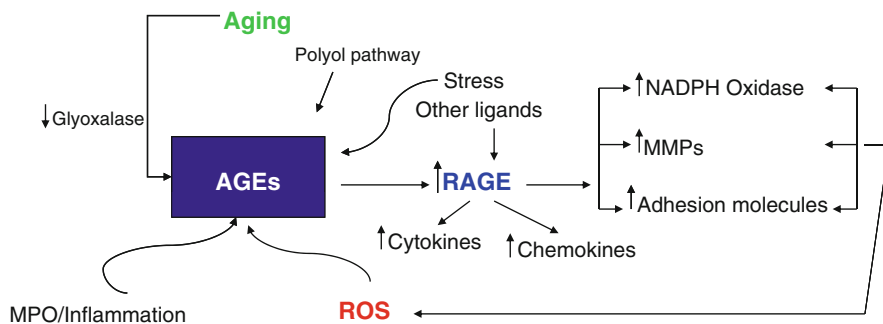 Aging
Polyol pathway
Stress
NADPH Oxidase
Other ligands
Glyoxalase
MMPs
AGEs
RAGE
Adhesion molecules
Cytokines
Chemokines
MPO/Inflammation
ROS